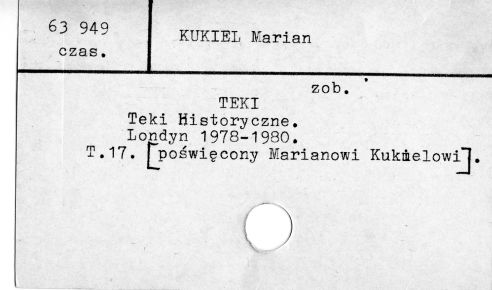 63 949
czas.
KUKIEL Marian
zob.
TEKI
Teki Historyczne.
Londyn 1978-1980.
T.17. [poświęcony Marianowi Kukielowi].